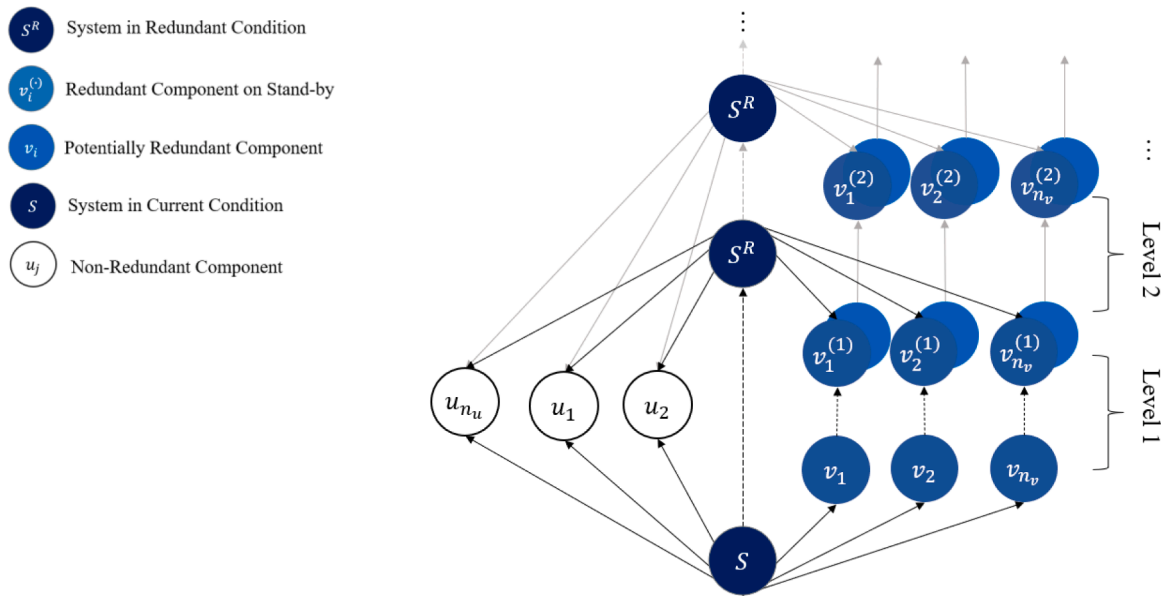 S^R System in Redundant Condition
v_i^(·) Redundant Component on Stand-by
v_i Potentially Redundant Component
S System in Current Condition
u_j Non-Redundant Component
⋮
S^R
v_1^(2) v_2^(2) v_{n_v}^(2)
...
Level 2
S^R
v_1^(1) v_2^(1) v_{n_v}^(1)
Level 1
u_{n_u} u_1 u_2
v_1 v_2 v_{n_v}
S